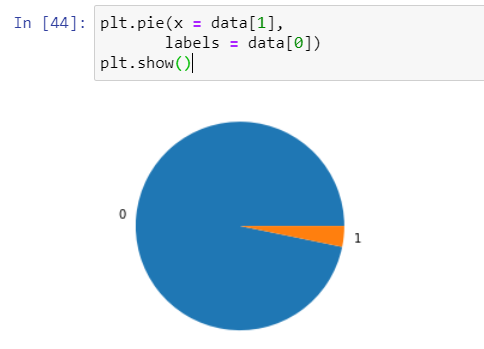 In [44]: plt.pie(x = data[1],
labels = data[0])
plt.show()
0
1